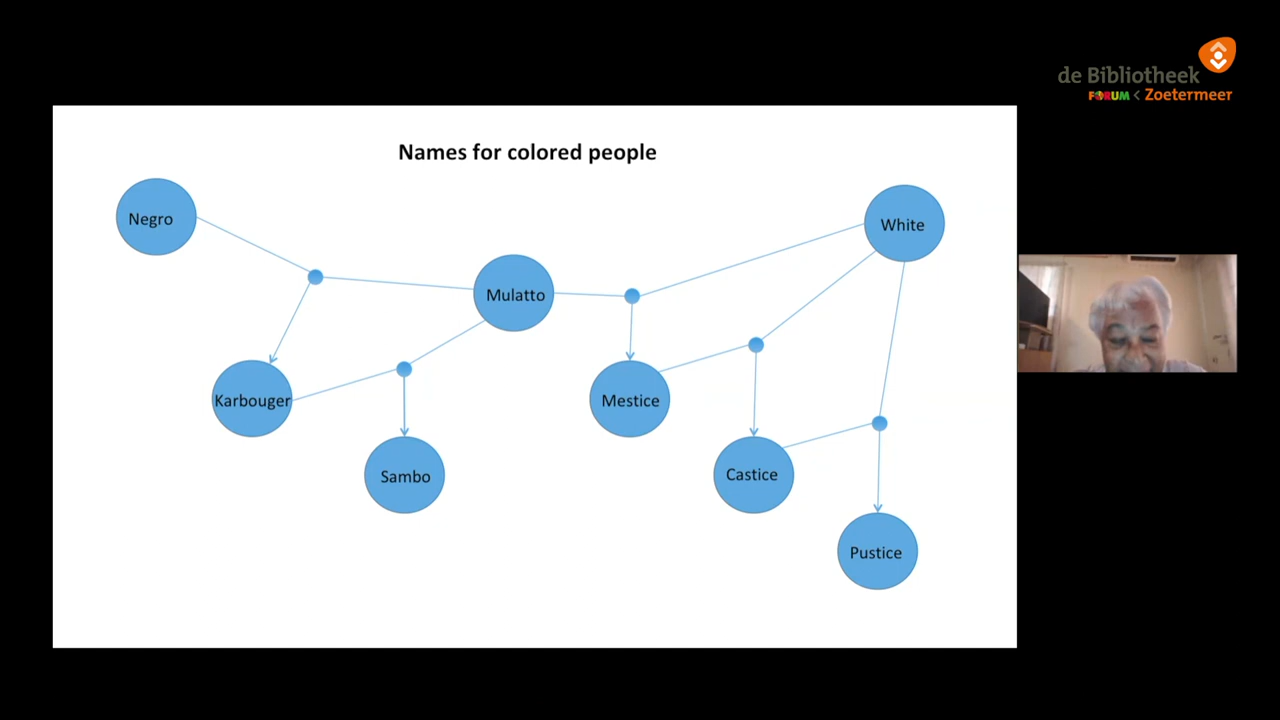 de Bibliotheek
FORUM < Zoetermeer
Names for colored people
Negro
White
Mulatto
Karbouger
Mestice
Sambo
Castice
Pustice